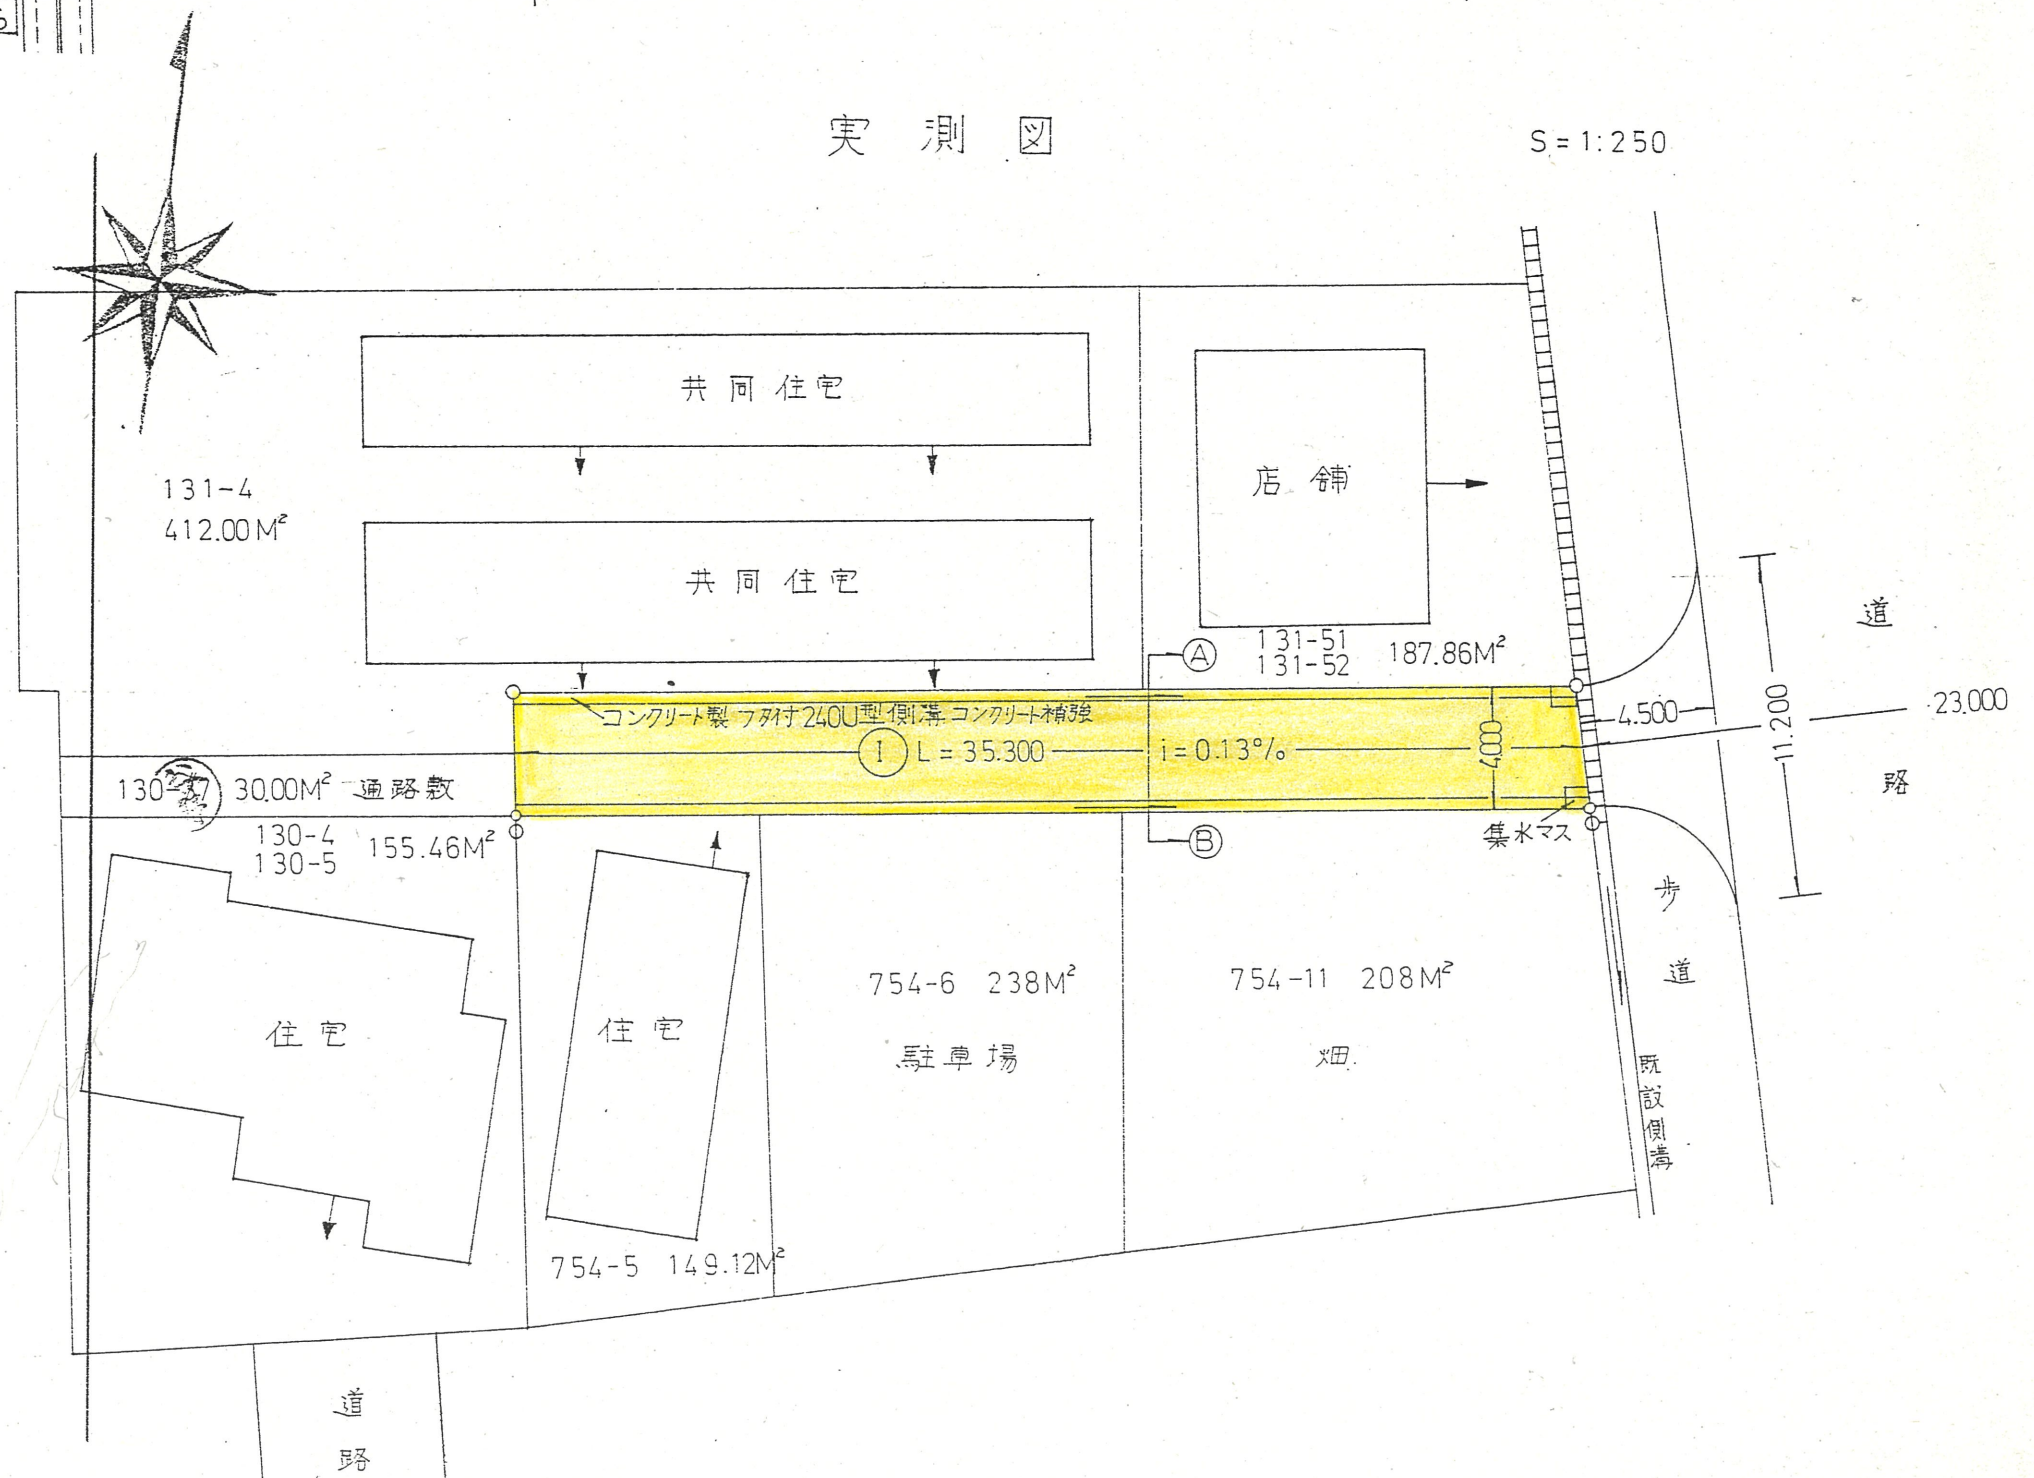 実測図
S=1:250
共同住宅
店舗
131-4
412.00M²
共同住宅
131-51
131-52
187.86M²
Ⓐ
コンクリート製 フタ付240U型側溝 コンクリート補強
Ⓘ L=35.300
i=0.13%
4.000
4.500
11.200
23.000
道路
30.00M² 通路敷
130-4
130-5
155.46M²
Ⓑ
集水マス
歩道
754-6 238M²
駐車場
754-11 208M²
畑
住宅
住宅
既設側溝
754-5 149.12M²
道路